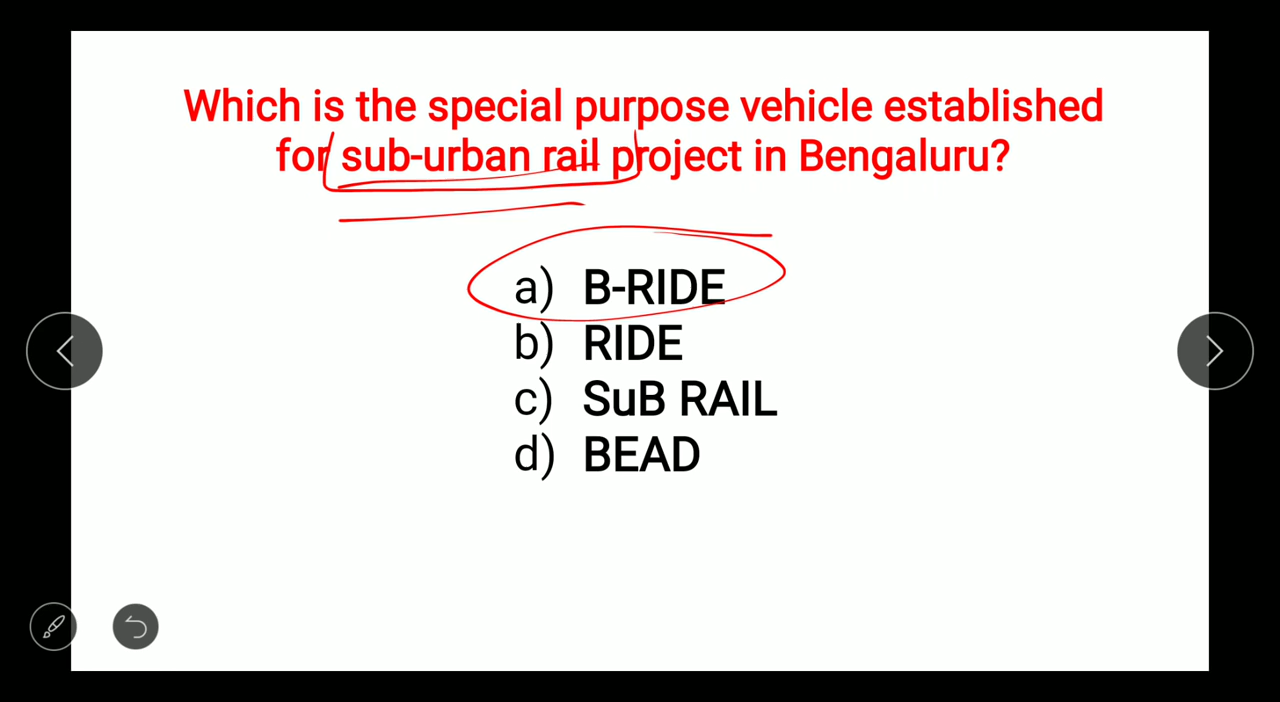 Which is the special purpose vehicle established
for sub-urban rail project in Bengaluru?
a) B-RIDE
b) RIDE
c) SuB RAIL
d) BEAD